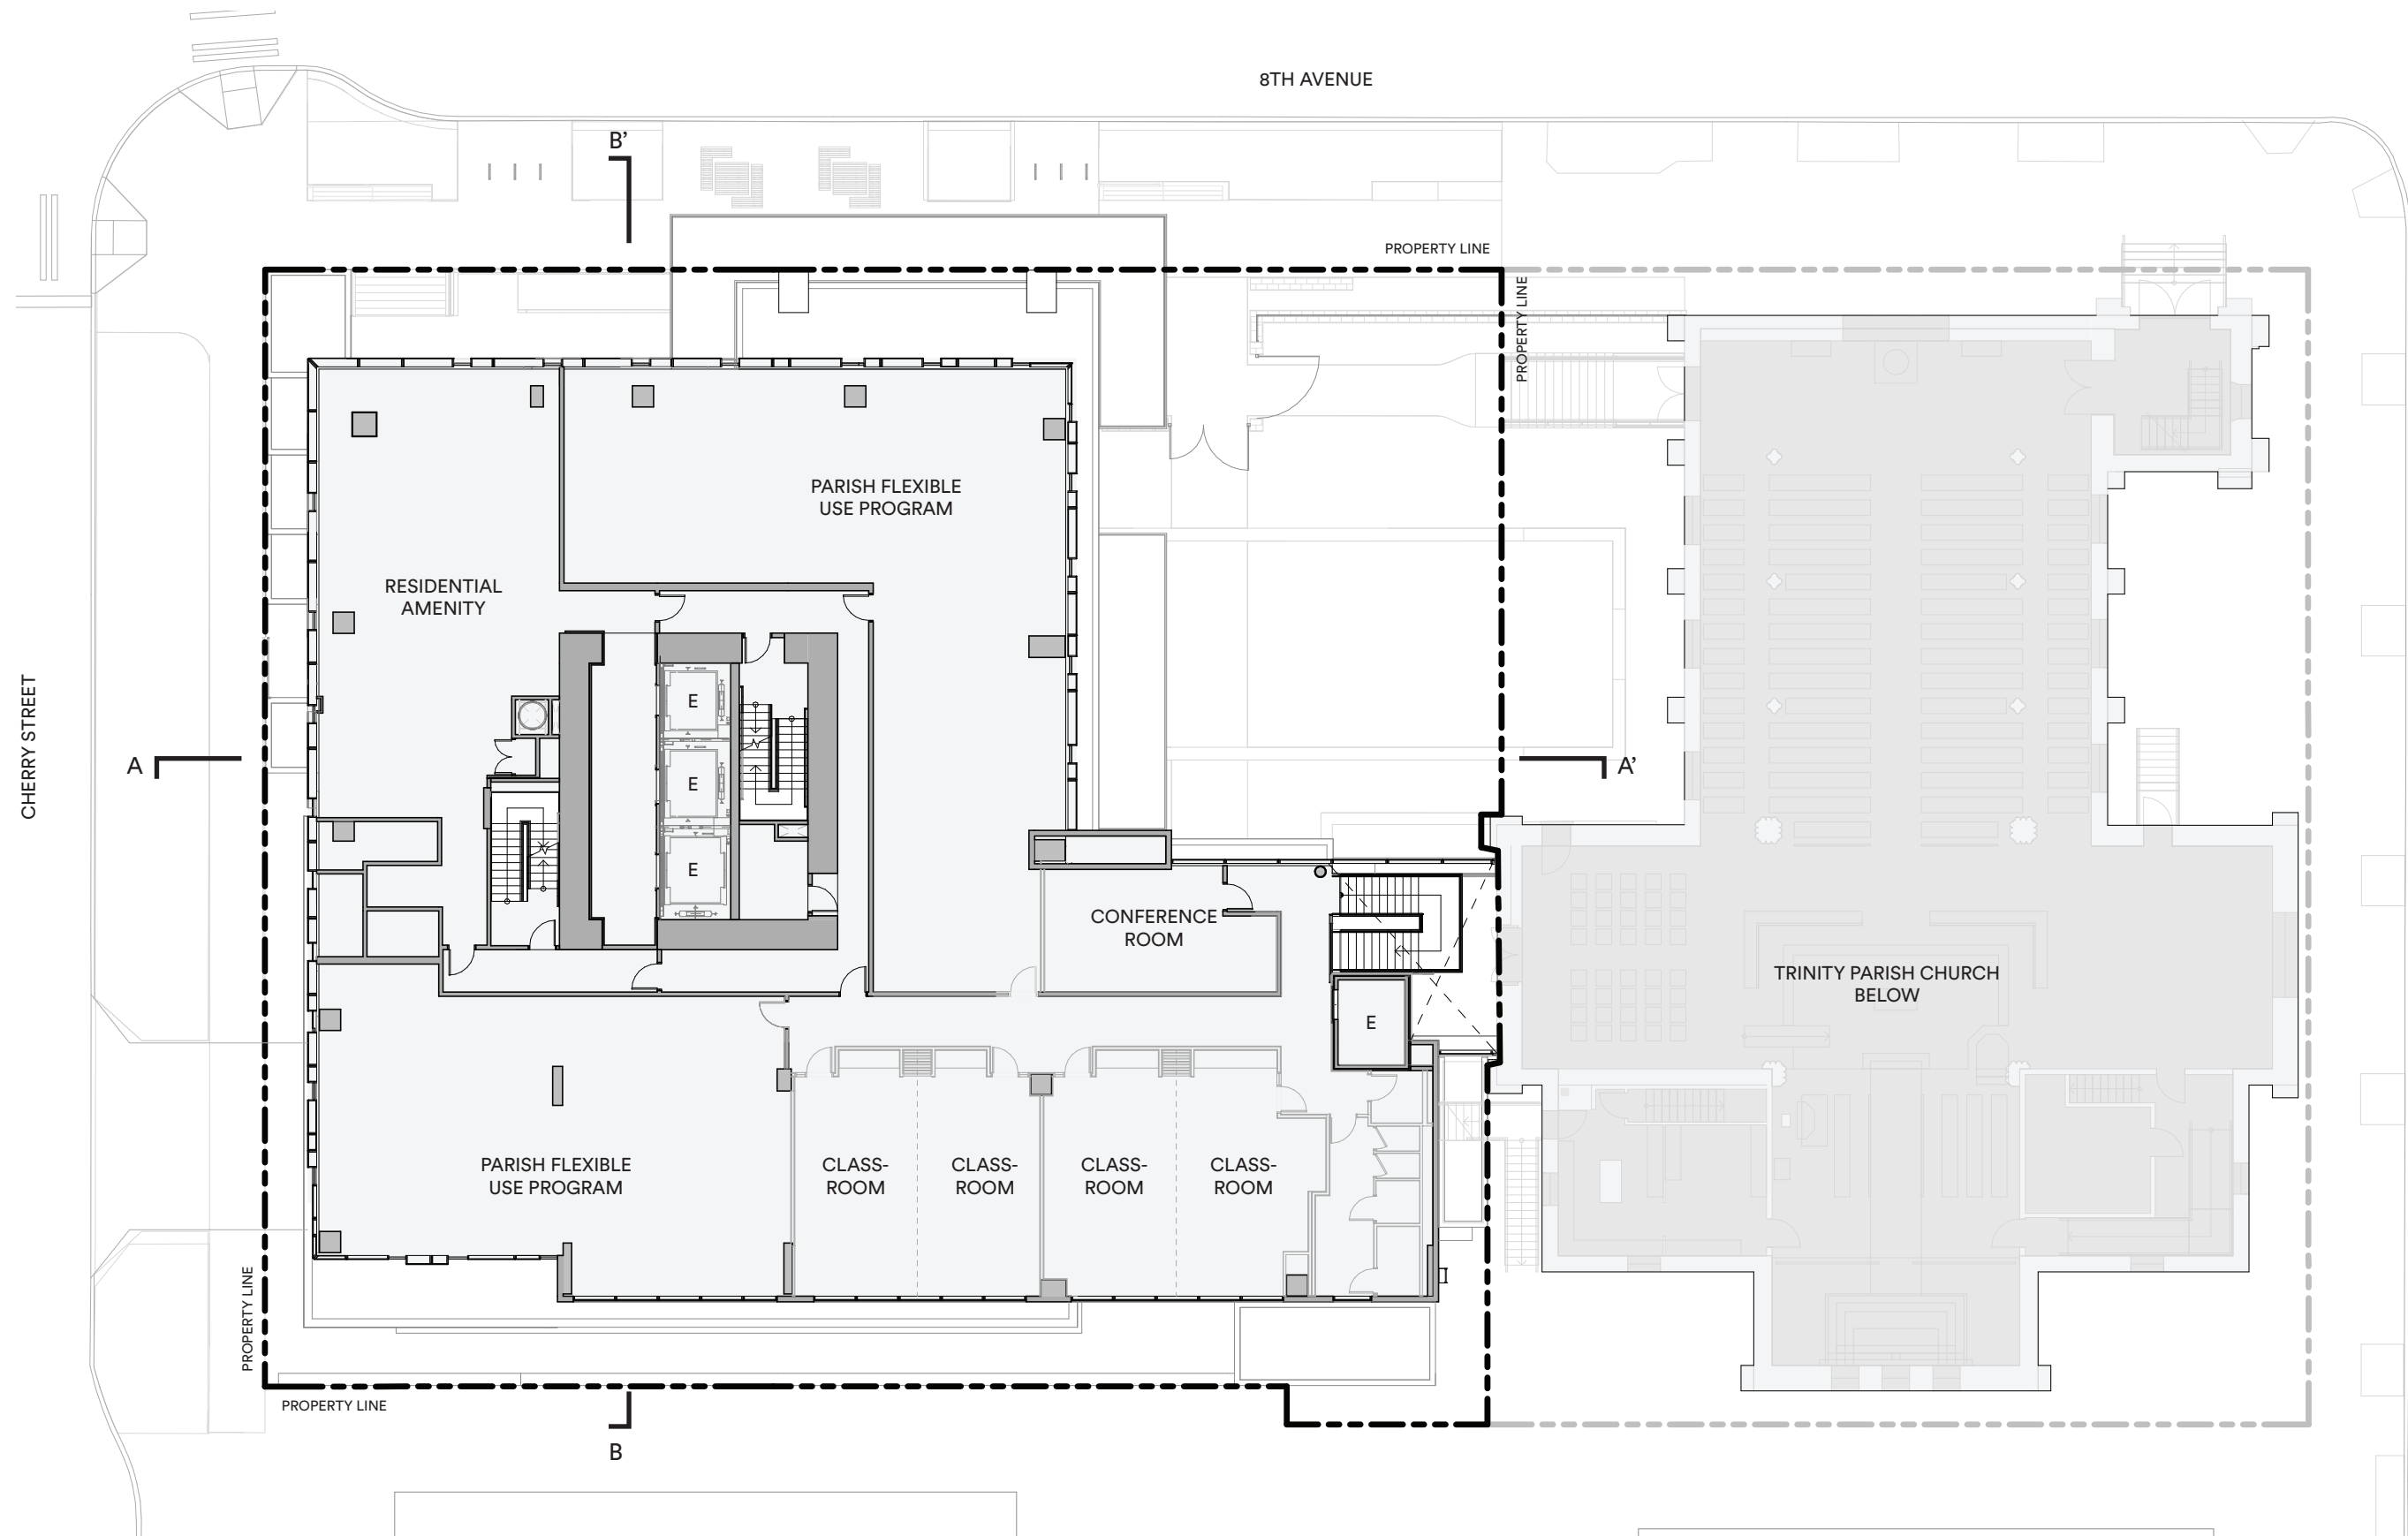 8TH AVENUE
B’
PROPERTY LINE
PROPERTY LINE
PARISH FLEXIBLE
USE PROGRAM
RESIDENTIAL
AMENITY
CHERRY STREET
E
A
A’
E
E
CONFERENCE
ROOM
TRINITY PARISH CHURCH
BELOW
E
PARISH FLEXIBLE
USE PROGRAM
CLASS-
ROOM
CLASS-
ROOM
CLASS-
ROOM
CLASS-
ROOM
PROPERTY LINE
PROPERTY LINE
B